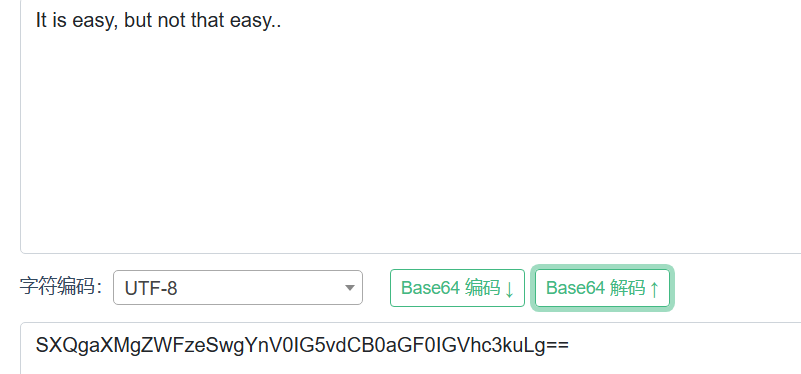 It is easy, but not that easy..
字符编码：
UTF-8
Base64 编码↓
Base64 解码↑
SXQgaXMgZWFzeSwgYnV0IG5vdCB0aGF0IGVhc3kuLg==